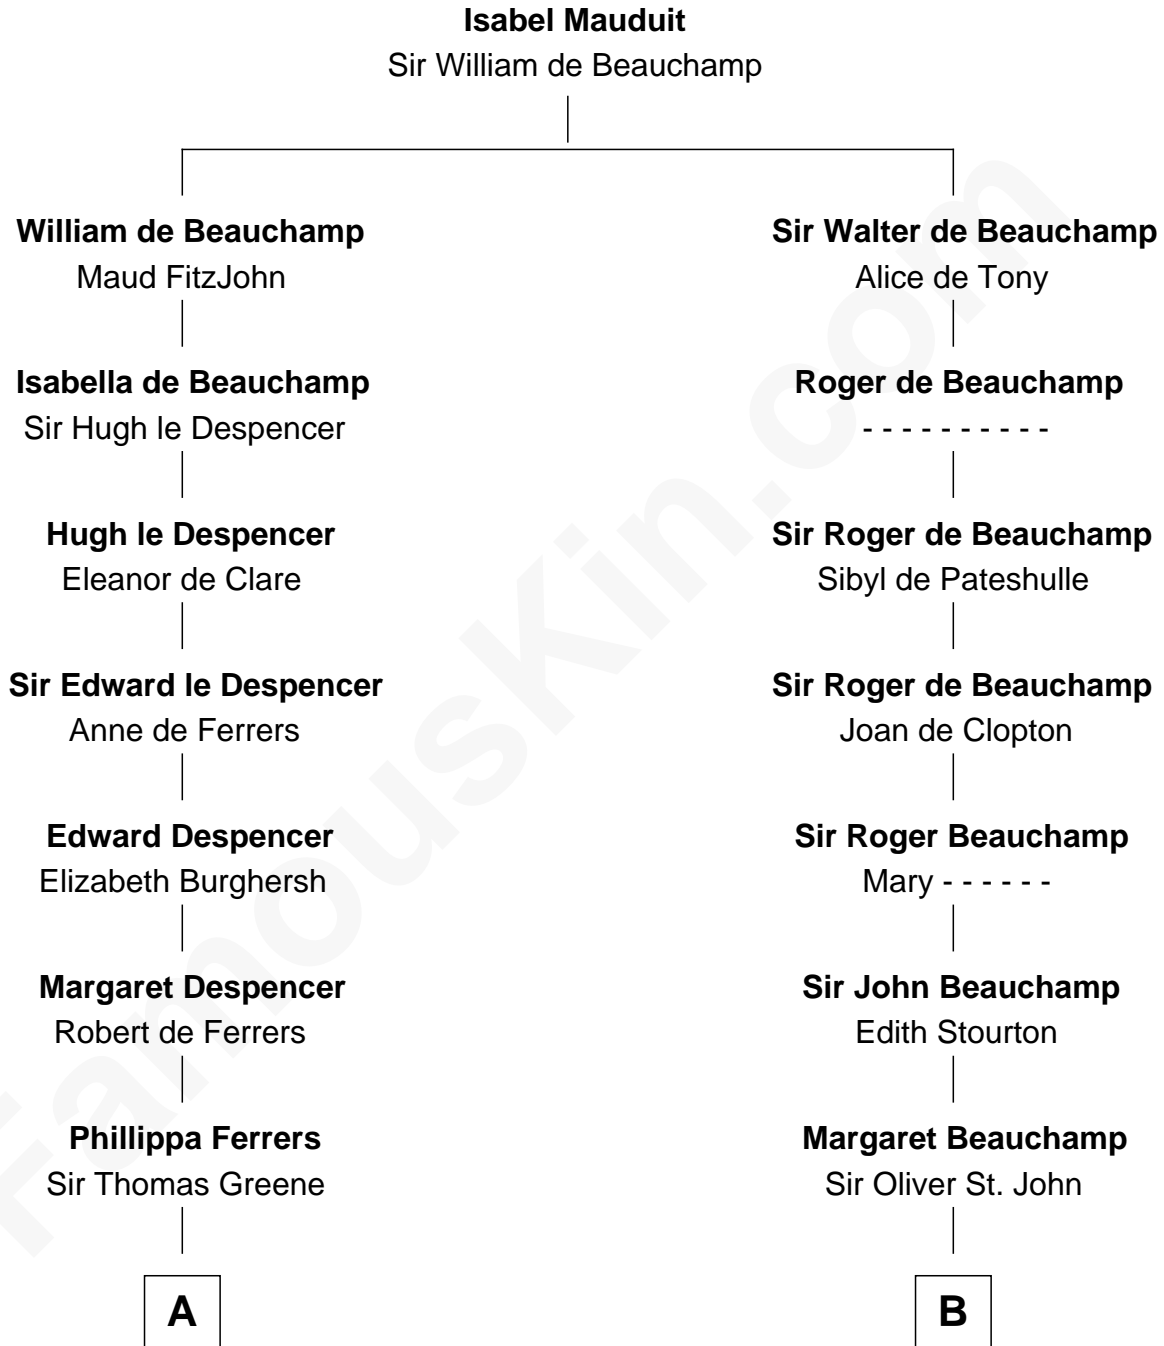 Isabel Mauduit
Sir William de Beauchamp
William de Beauchamp
Maud FitzJohn
Isabella de Beauchamp
Sir Hugh le Despencer
Hugh le Despencer
Eleanor de Clare
Sir Edward le Despencer
Anne de Ferrers
Edward Despencer
Elizabeth Burghersh
Margaret Despencer
Robert de Ferrers
Phillippa Ferrers
Sir Thomas Greene
A
Sir Walter de Beauchamp
Alice de Tony
Roger de Beauchamp
- - - - - - - - - -
Sir Roger de Beauchamp
Sibyl de Pateshulle
Sir Roger de Beauchamp
Joan de Clopton
Sir Roger Beauchamp
Mary - - - - - -
Sir John Beauchamp
Edith Stourton
Margaret Beauchamp
Sir Oliver St. John
B
FamousKin.com